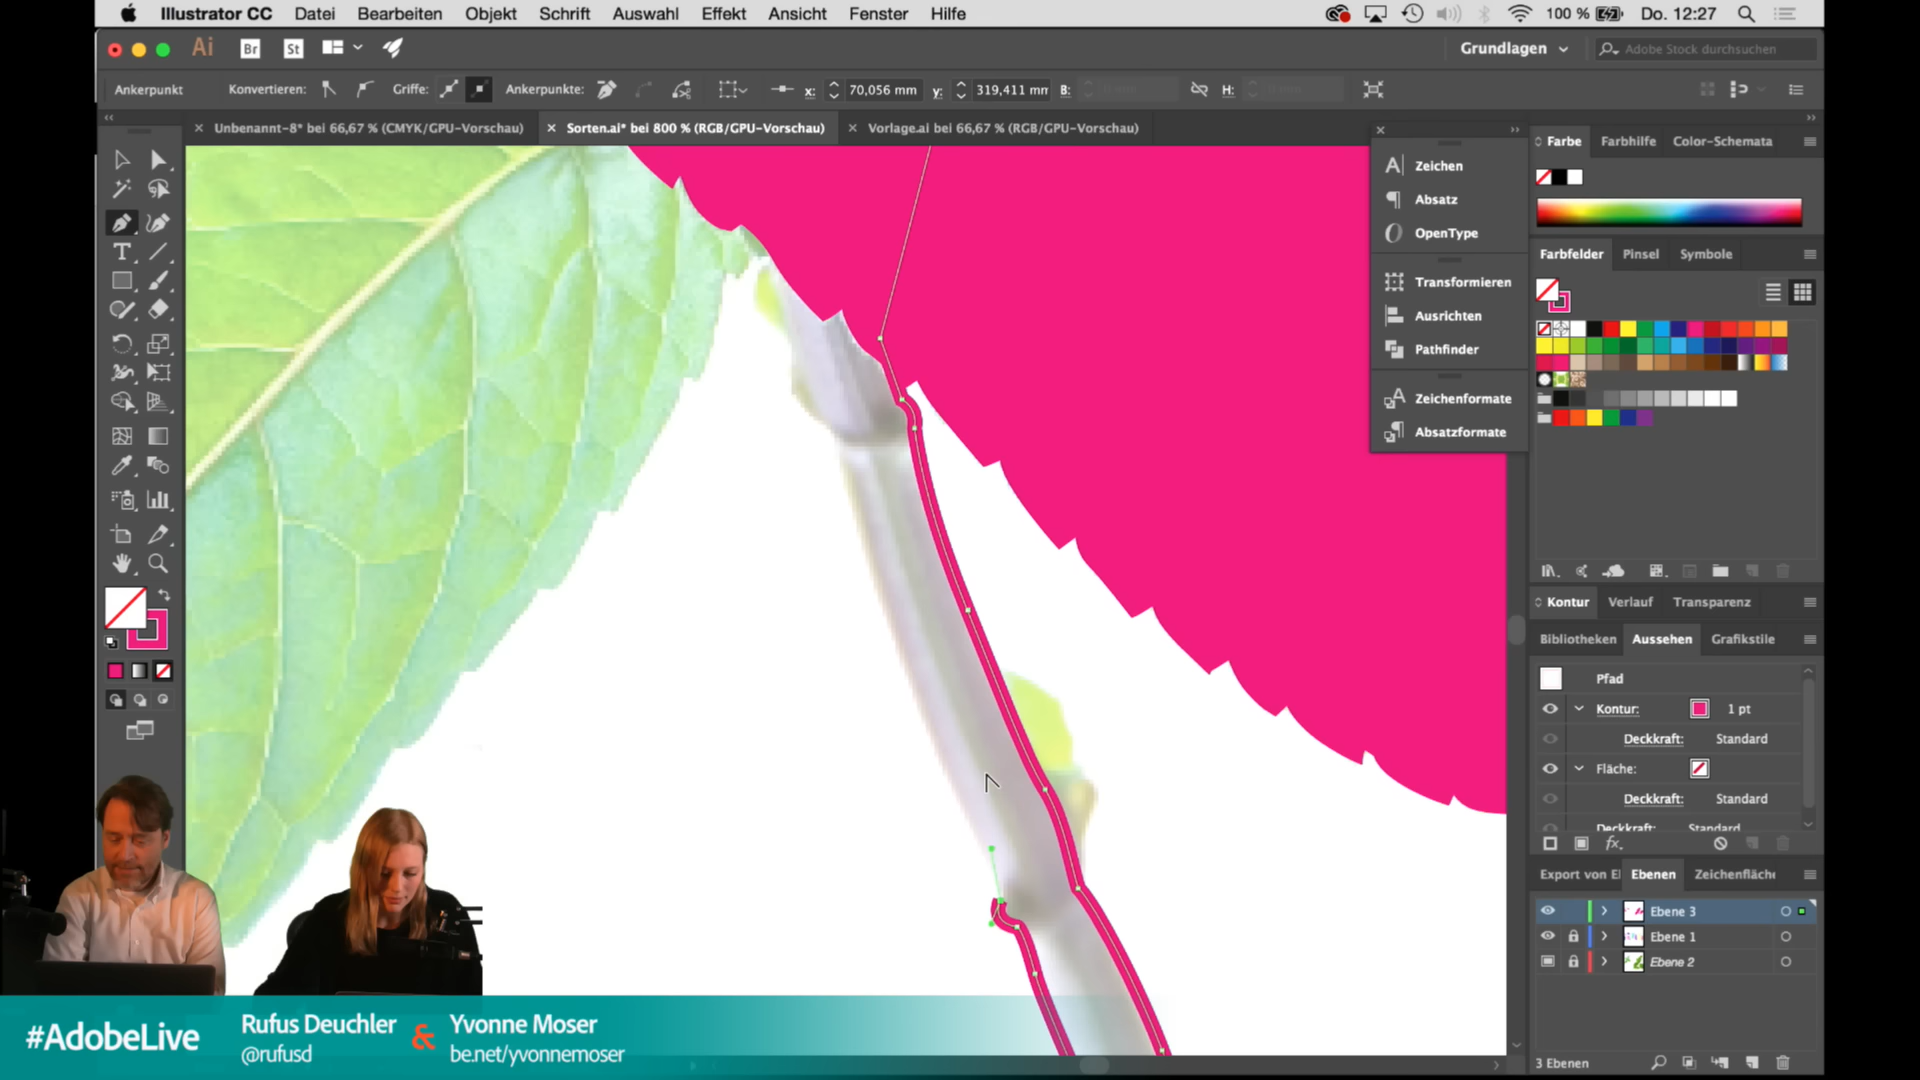 Illustrator CC Datei Bearbeiten Objekt Schrift Auswahl Effekt Ansicht Fenster Hilfe 100 % Do. 12:27
Ai Br St Grundlagen Adobe Stock durchsuchen
Ankerpunkt Konvertieren: Griffe: Ankerpunkte: x: 70,056 mm y: 319,411 mm B: H:
Unbenannt-8* bei 66,67 % (CMYK/GPU-Vorschau) Sorten.ai* bei 800 % (RGB/GPU-Vorschau) Vorlage.ai bei 66,67 % (RGB/GPU-Vorschau)
Zeichen
Absatz
OpenType
Transformieren
Ausrichten
Pathfinder
Zeichenformate
Absatzformate
Farbe Farbhilfe Color-Schemata
Farbfelder Pinsel Symbole
Kontur Verlauf Transparenz
Bibliotheken Aussehen Grafikstile
Pfad
Kontur: 1 pt
Deckkraft: Standard
Fläche:
Deckkraft: Standard
Deckkraft: Standard
fx.
Export von El Ebenen Zeichenfläche
Ebene 3
Ebene 1
Ebene 2
3 Ebenen
#AdobeLive
Rufus Deuchler & Yvonne Moser
@rufusd be.net/yvonnemoser